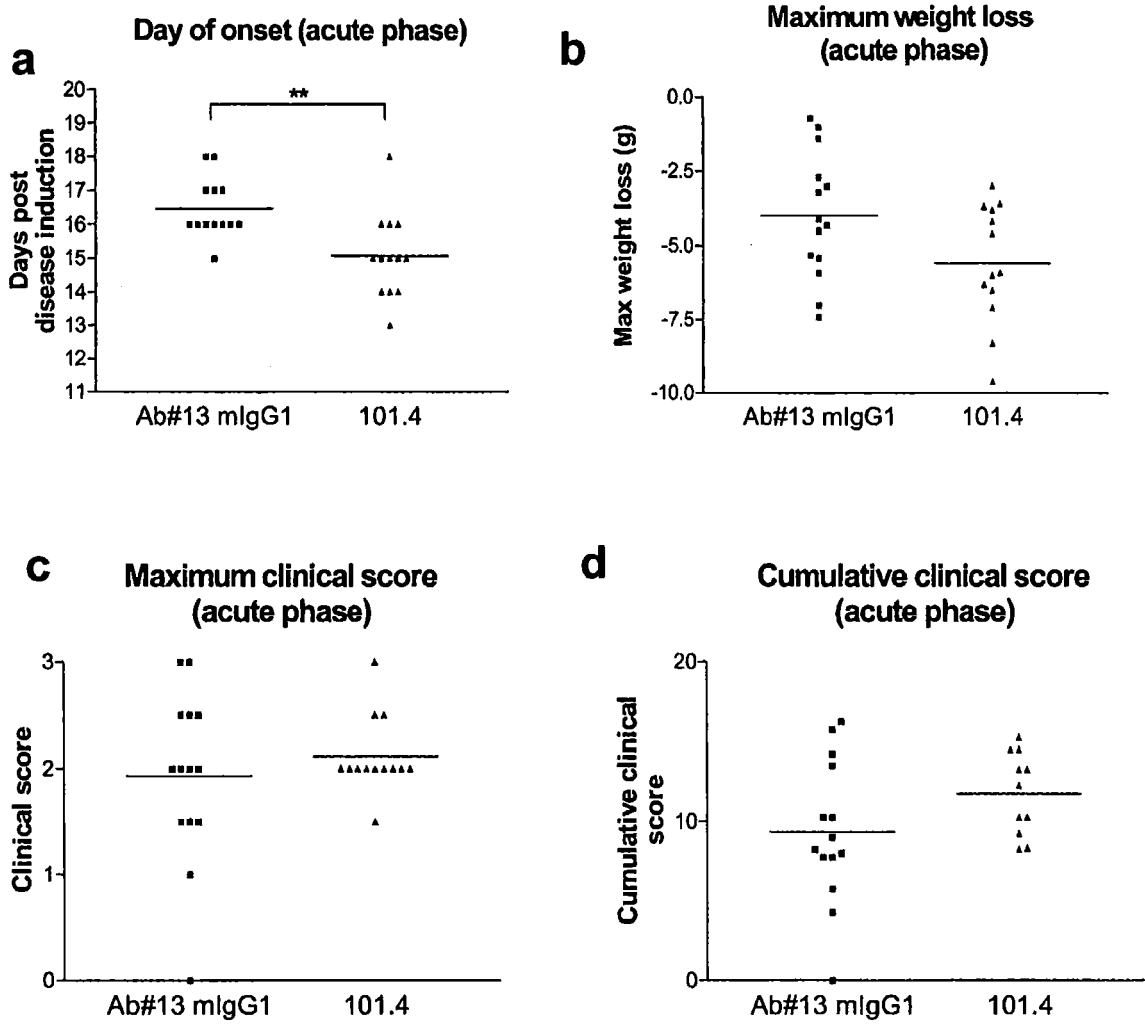 a
Day of onset (acute phase)
**
20
19
18
17
16
15
14
13
12
11
Days post
disease induction
Ab#13 mIgG1
101.4
b
Maximum weight loss
(acute phase)
0.0
-2.5
-5.0
-7.5
-10.0
Max weight loss (g)
Ab#13 mIgG1
101.4
c
Maximum clinical score
(acute phase)
3
2
1
0
Clinical score
Ab#13 mIgG1
101.4
d
Cumulative clinical score
(acute phase)
20
10
0
Cumulative clinical
score
Ab#13 mIgG1
101.4